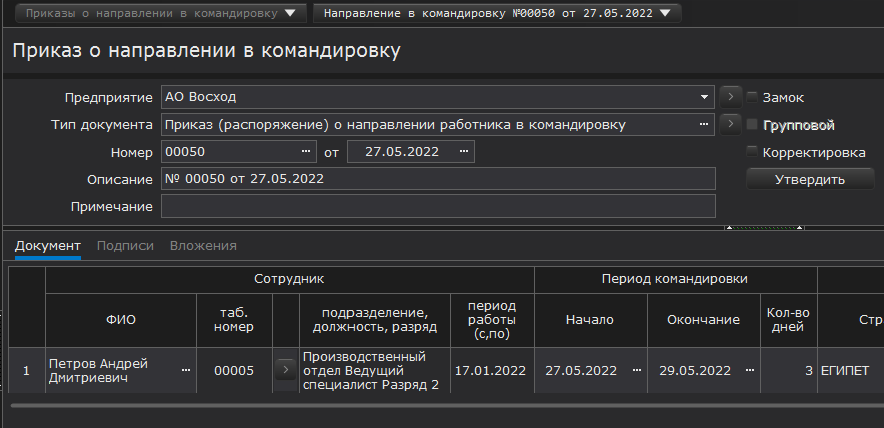 Приказы о направлении в командировку
Направление в командировку №00050 от 27.05.2022
Приказ о направлении в командировку
Предприятие АО Восход Замок
Тип документа Приказ (распоряжение) о направлении работника в командировку ... Групповой
Номер 00050 ... от 27.05.2022 ... Корректировка
Описание № 00050 от 27.05.2022 Утвердить
Примечание
Документ Подписи Вложения
Сотрудник Период командировки
ФИО таб. номер подразделение, должность, разряд период работы (с,по) Начало Окончание Кол-во дней Стра
1 Петров Андрей Дмитриевич ... 00005 > Производственный отдел Ведущий специалист Разряд 2 17.01.2022 27.05.2022 ... 29.05.2022 ... 3 ЕГИПЕТ